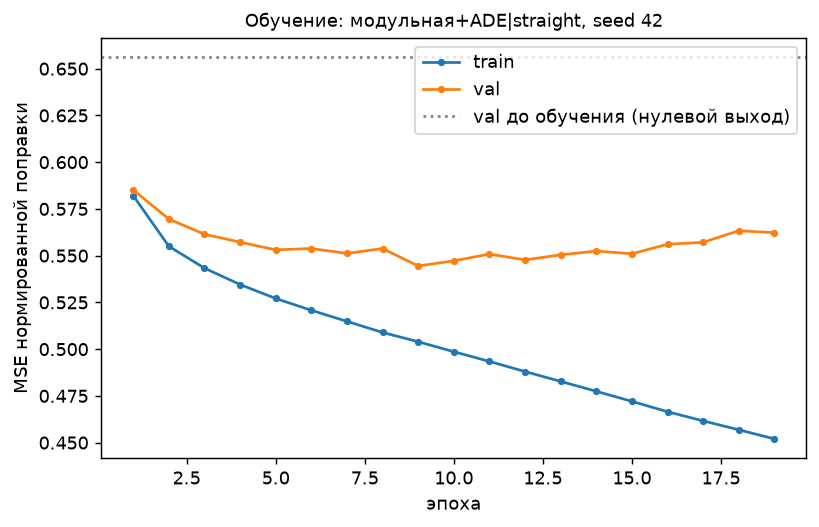 Обучение: модульная+ADE|straight, seed 42
train
val
val до обучения (нулевой выход)
MSE нормированной поправки
0.650
0.625
0.600
0.575
0.550
0.525
0.500
0.475
0.450
2.5 5.0 7.5 10.0 12.5 15.0 17.5
эпоха